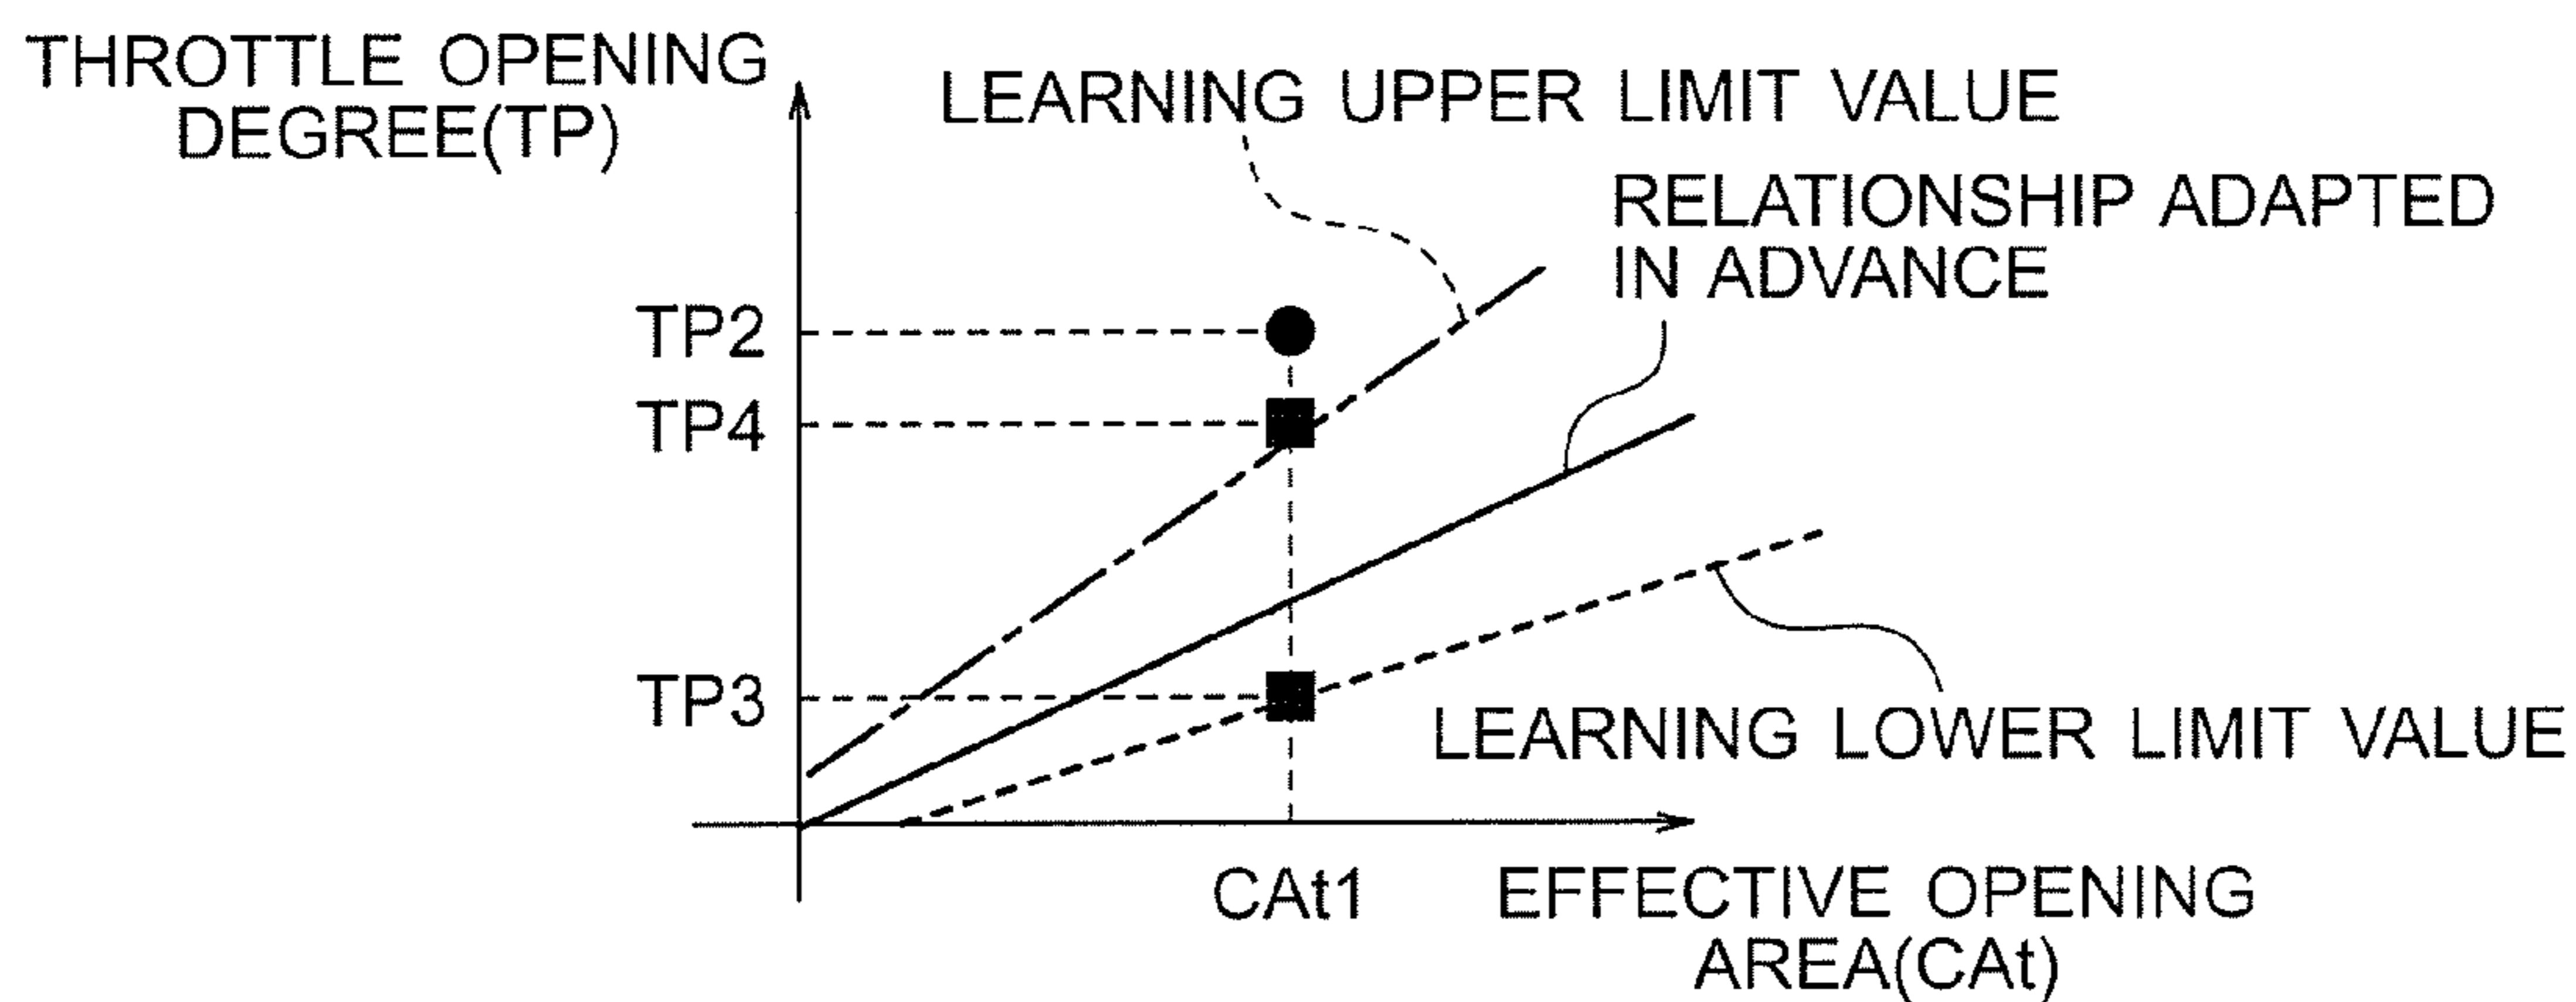 THROTTLE OPENING
DEGREE(TP)
LEARNING UPPER LIMIT VALUE
RELATIONSHIP ADAPTED
IN ADVANCE
TP2
TP4
TP3
LEARNING LOWER LIMIT VALUE
CAt1
EFFECTIVE OPENING
AREA(CAt)